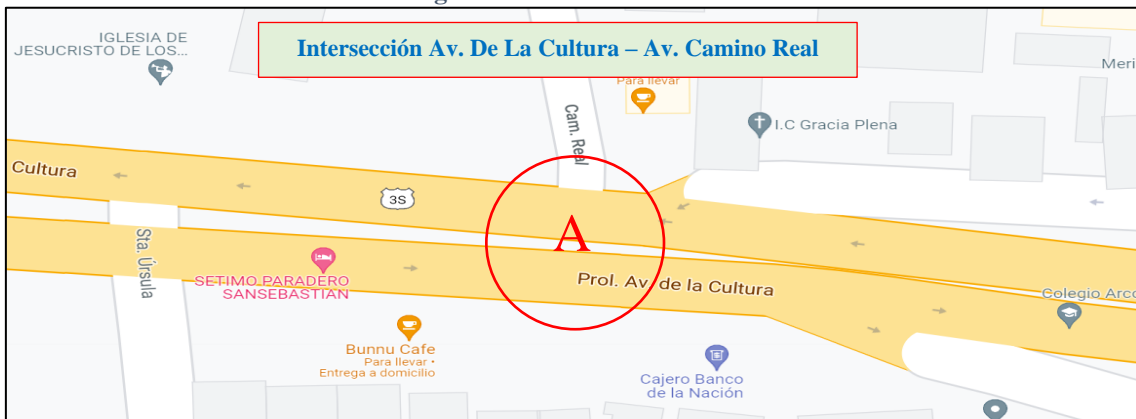 Intersección Av. De La Cultura – Av. Camino Real
IGLESIA DE
JESUCRISTO DE LOS...
Meri
Para llevar
Cam. Real
I.C Gracia Plena
Cultura
3S
A
Sta. Úrsula
SETIMO PARADERO
SANSEBASTIAN
Prol. Av. de la Cultura
Colegio Arco
Bunnu Cafe
Para llevar •
Entrega a domicilio
Cajero Banco
de la Nación